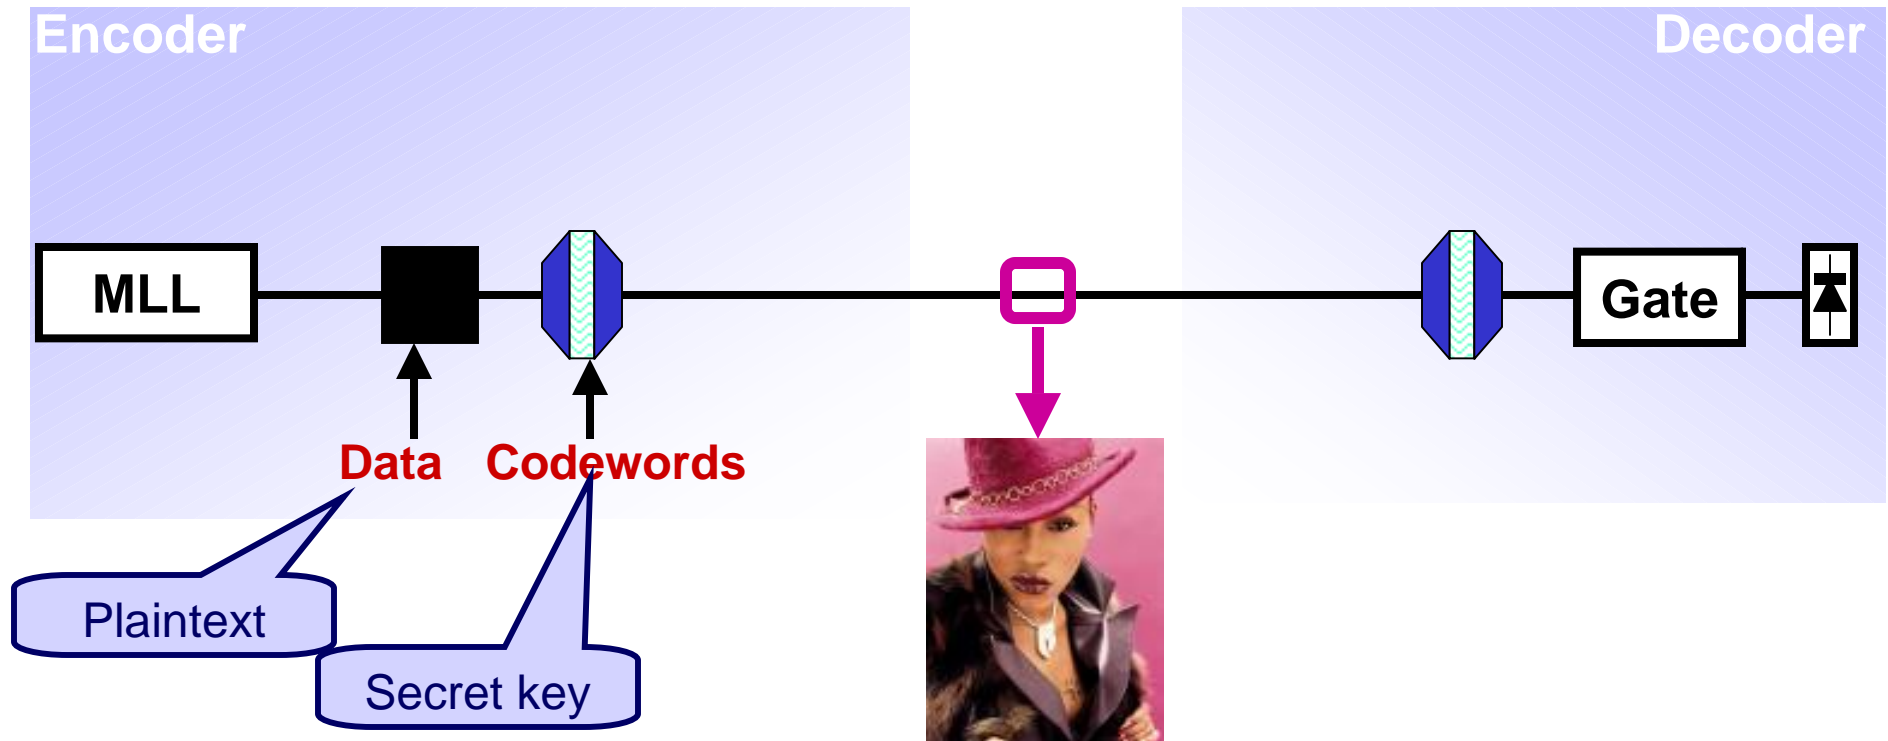 Encoder
Decoder
MLL
Gate
Data
Codewords
Plaintext
Secret key